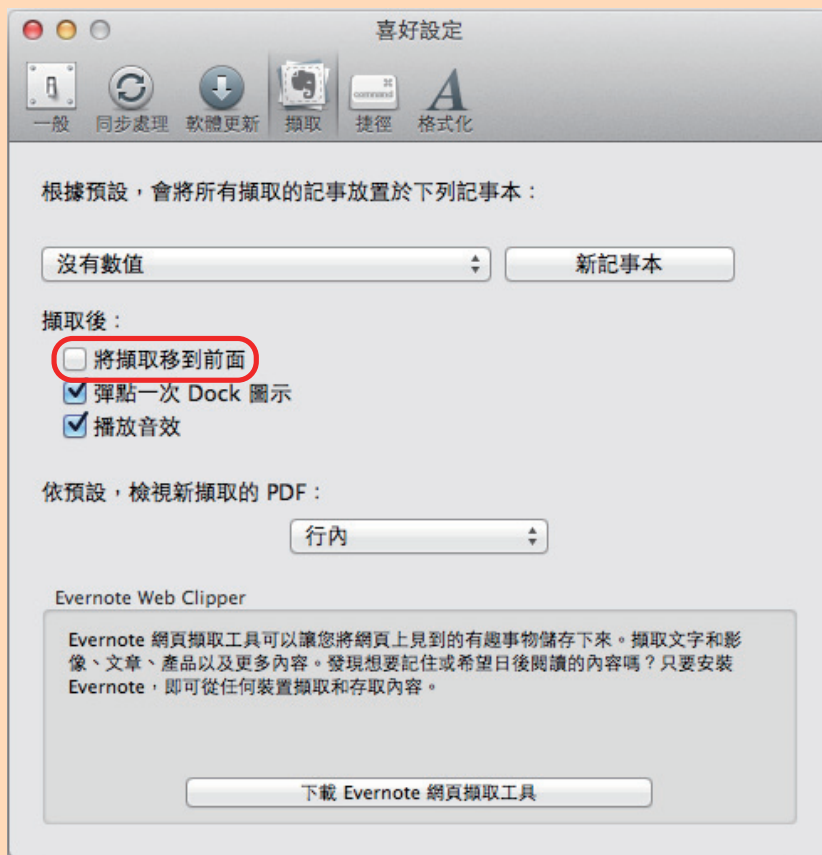 喜好設定
一般 同步處理 軟體更新 擷取 捷徑 格式化
command
根據預設，會將所有擷取的記事放置於下列記事本：
沒有數值 新記事本
擷取後：
將擷取移到前面
彈點一次 Dock 圖示
播放音效
依預設，檢視新擷取的 PDF：
行內
Evernote Web Clipper
Evernote 網頁擷取工具可以讓您將網頁上見到的有趣事物儲存下來。擷取文字和影
像、文章、產品以及更多內容。發現想要記住或希望日後閱讀的內容嗎？只要安裝
Evernote，即可從任何裝置擷取和存取內容。
下載 Evernote 網頁擷取工具